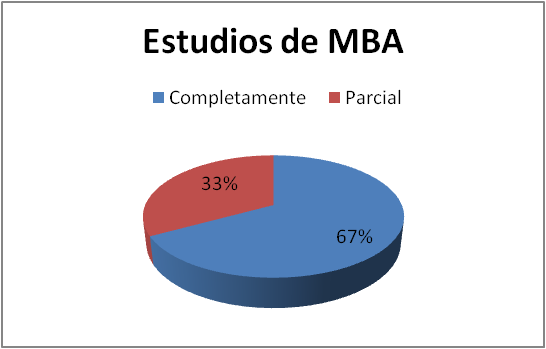 Estudios de MBA
Completamente Parcial
33%
67%